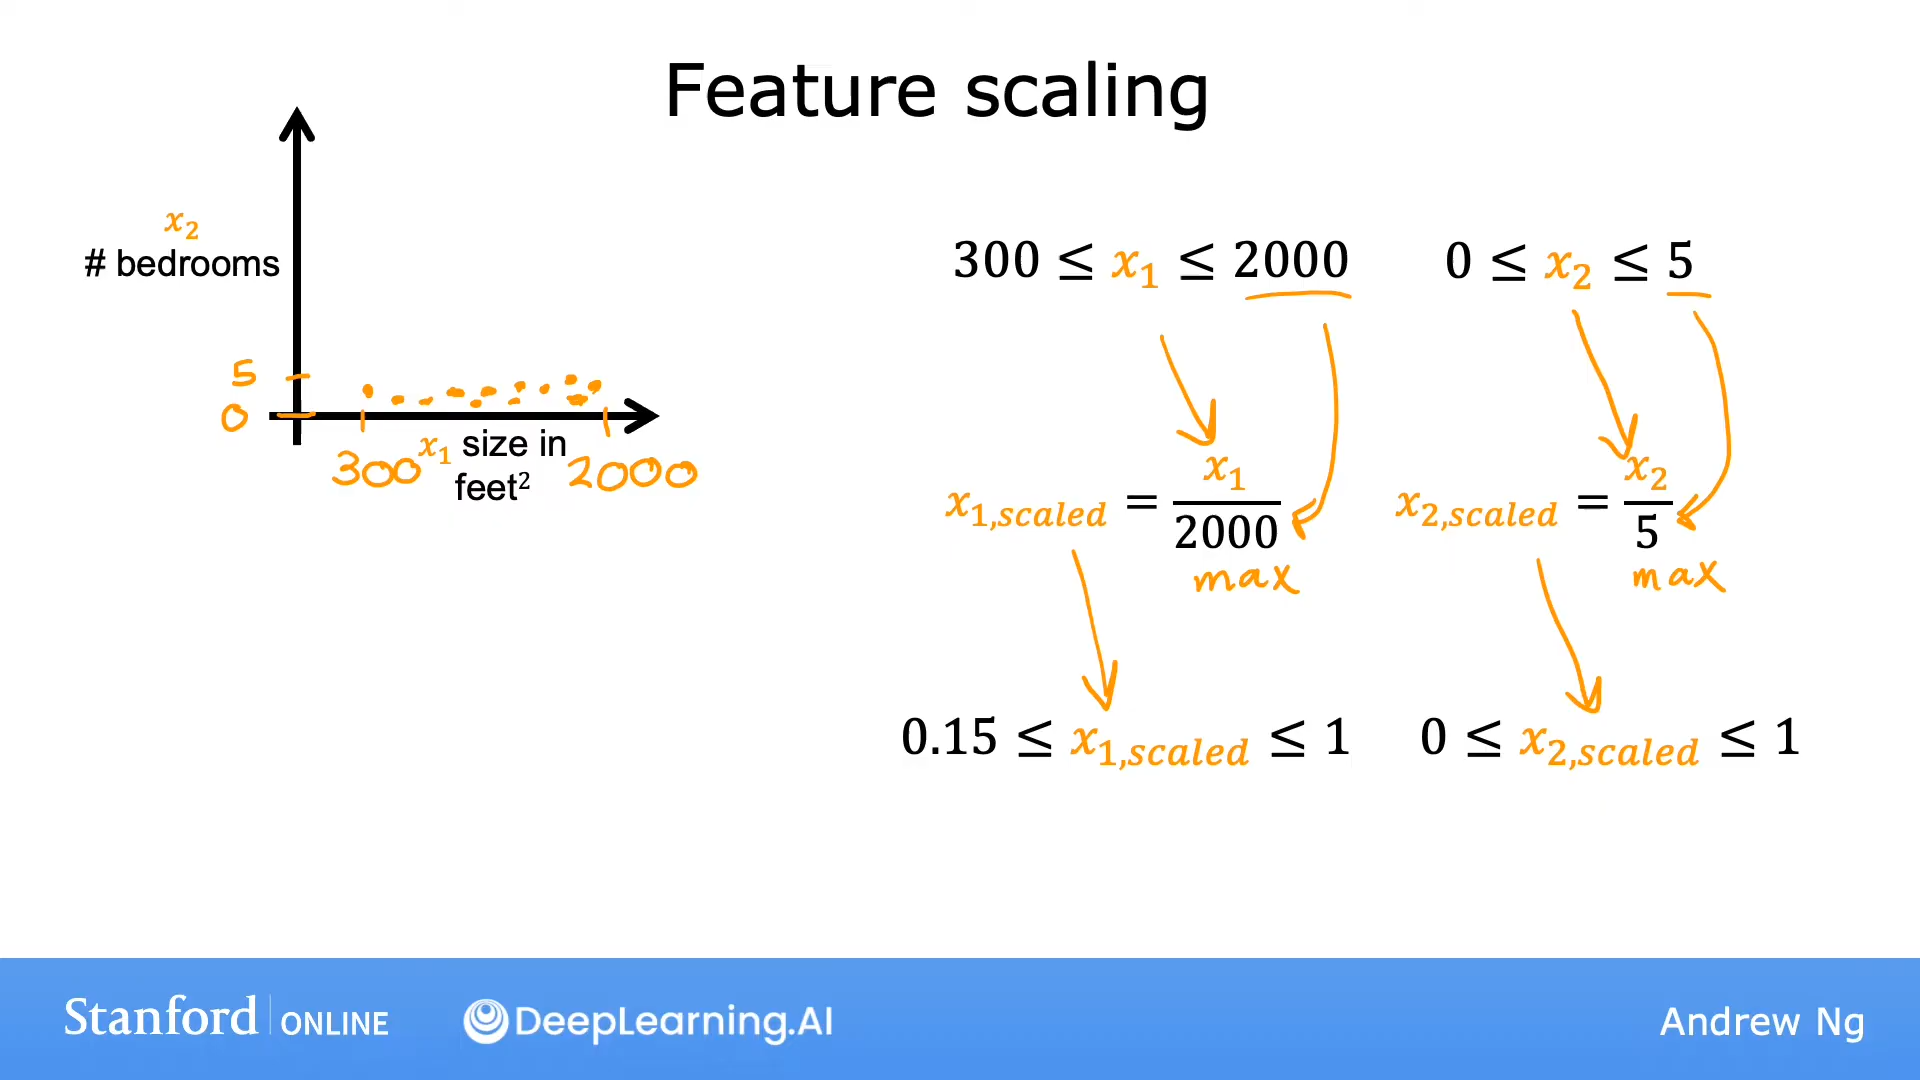 Feature scaling
x₂
# bedrooms
5
0
300
x₁ size in
feet²
2000
300 ≤ x₁ ≤ 2000
0 ≤ x₂ ≤ 5
x₁,scaled = x₁/2000
max
x₂,scaled = x₂/5
max
0.15 ≤ x₁,scaled ≤ 1
0 ≤ x₂,scaled ≤ 1
Stanford | ONLINE
DeepLearning.AI
Andrew Ng